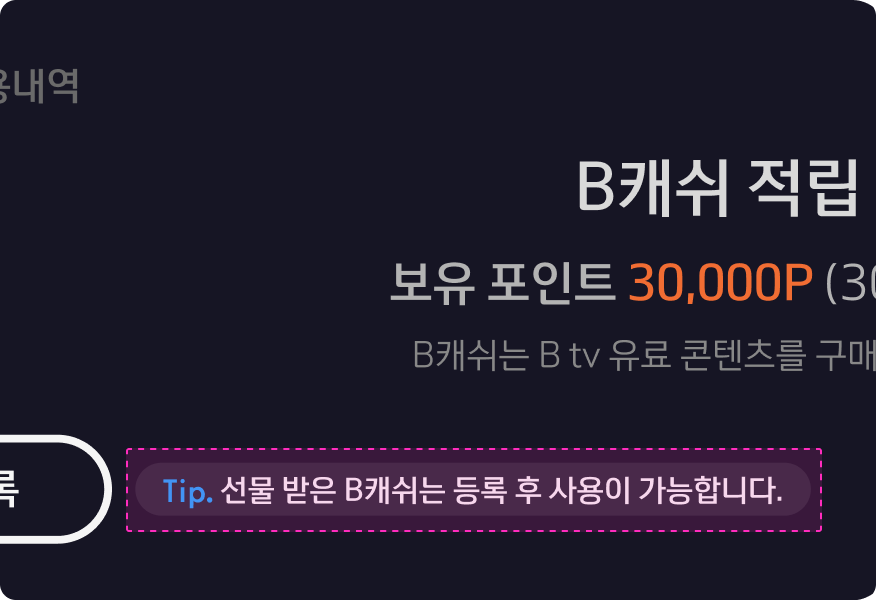 용내역
B캐쉬 적립
보유 포인트 30,000P (30
B캐쉬는 B tv 유료 콘텐츠를 구매
록
Tip. 선물 받은 B캐쉬는 등록 후 사용이 가능합니다.